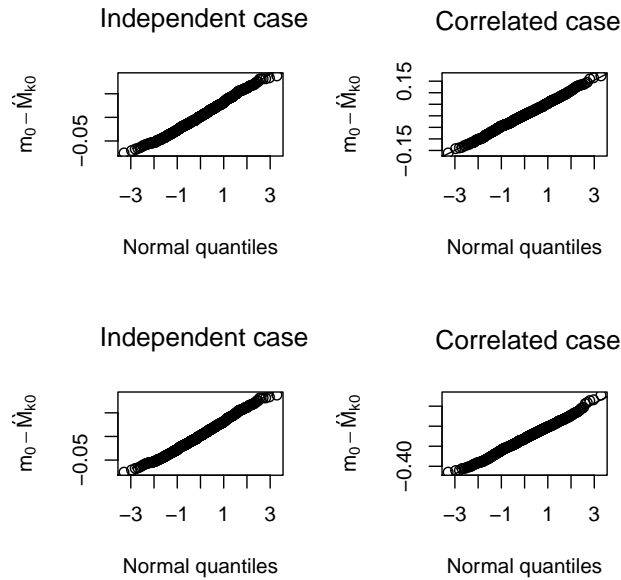 Independent case
Correlated case
m₀ − M̂ₖ₀
−0.05
−3 −1 1 3
Normal quantiles
m₀ − M̂ₖ₀
−0.15 0.15
−3 −1 1 3
Normal quantiles
Independent case
Correlated case
m₀ − M̂ₖ₀
−0.05
−3 −1 1 3
Normal quantiles
m₀ − M̂ₖ₀
−0.40
−3 −1 1 3
Normal quantiles